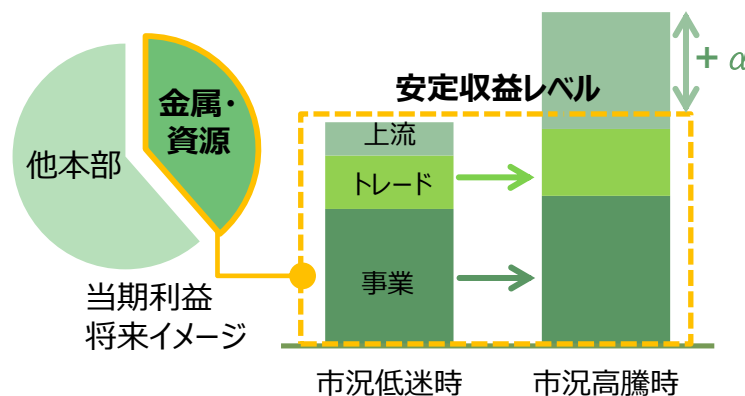 金属・
資源
他本部
当期利益
将来イメージ
安定収益レベル
+ α
上流
トレード
事業
市況低迷時
市況高騰時